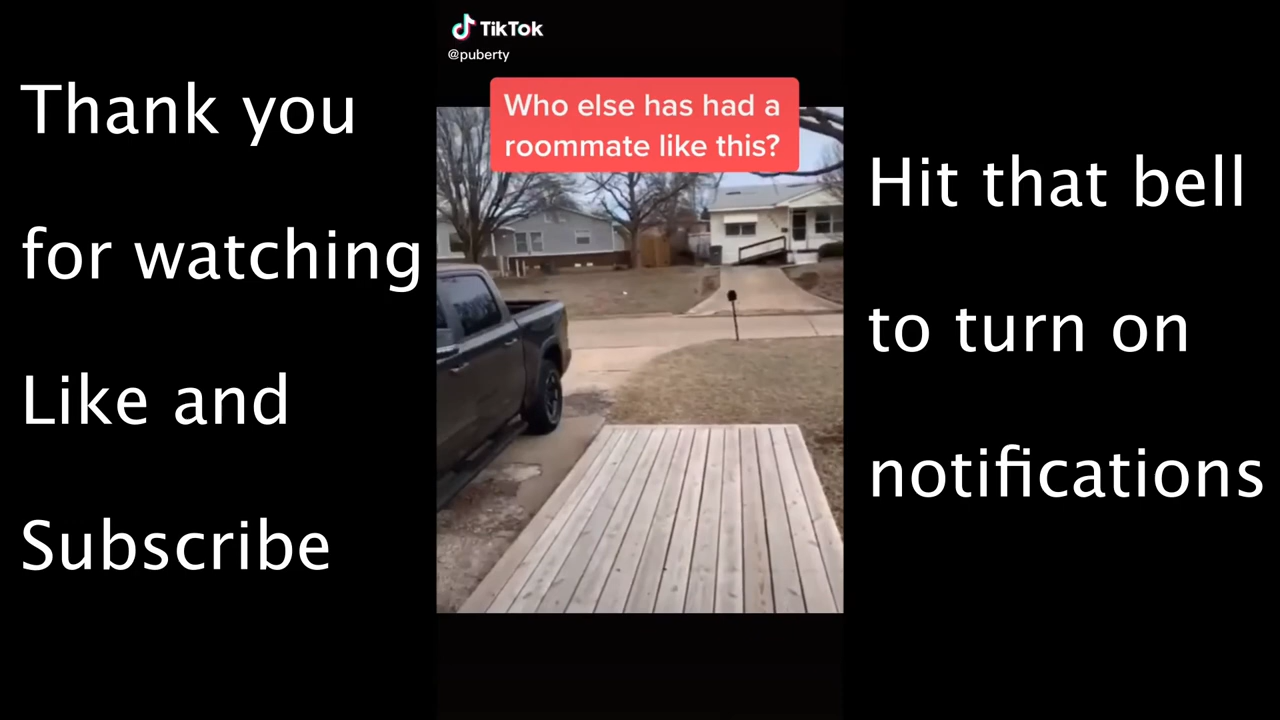 Thank you
for watching
Like and
Subscribe
TikTok
@puberty
Who else has had a
roommate like this?
Hit that bell
to turn on
notifications